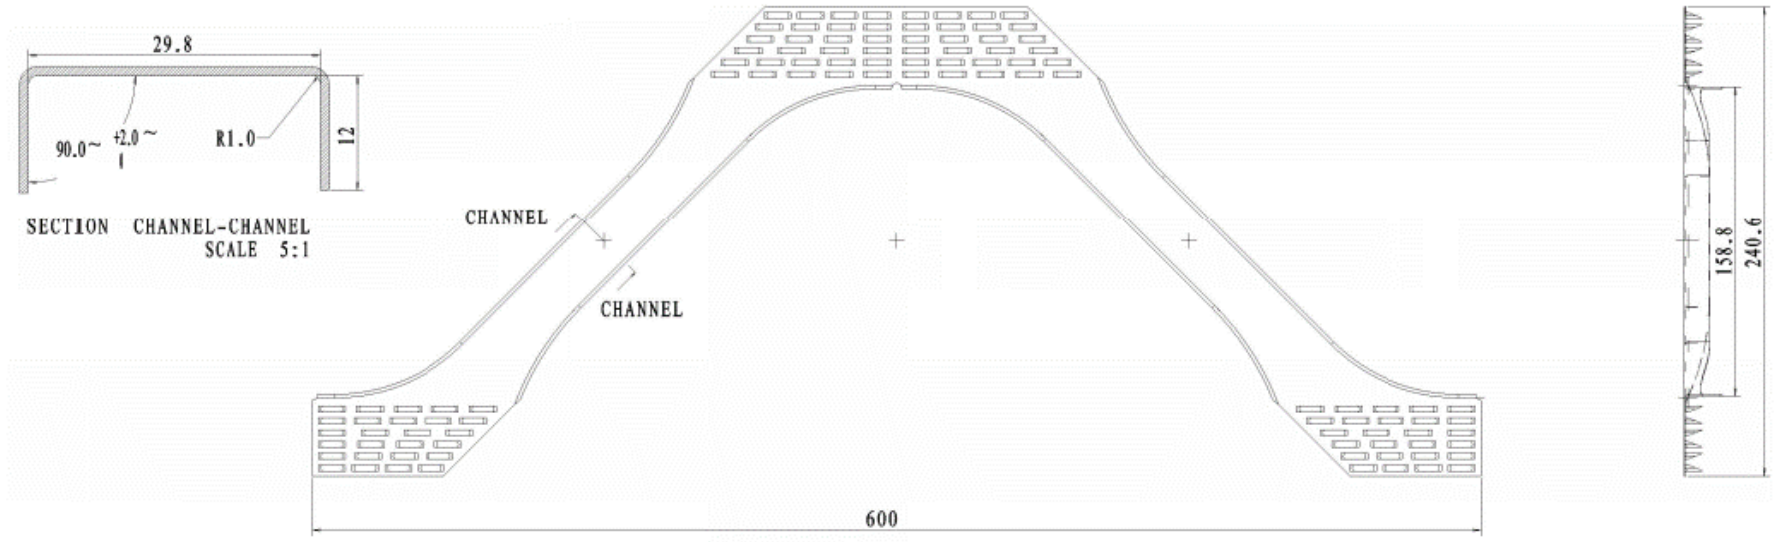 29.8
12
90.0~ +2.0~
R1.0
SECTION CHANNEL-CHANNEL
SCALE 5:1
CHANNEL
CHANNEL
158.8
240.6
600